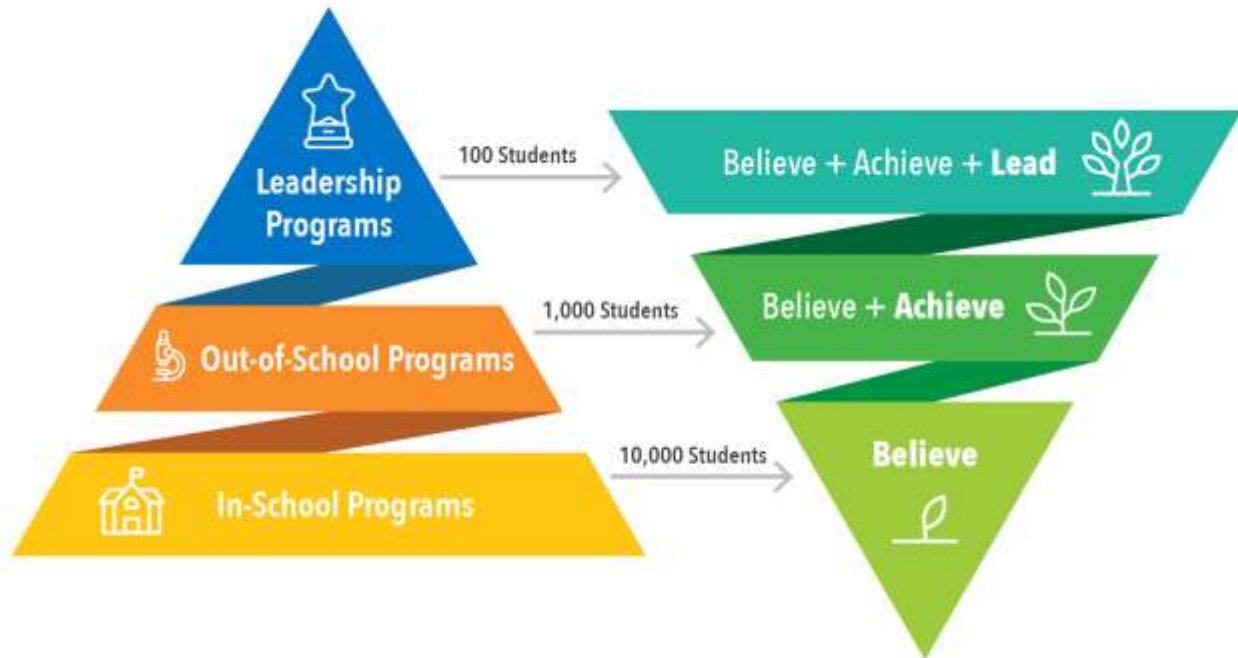 Leadership
Programs
100 Students
Believe + Achieve + Lead
Out-of-School Programs
1,000 Students
Believe + Achieve
In-School Programs
10,000 Students
Believe